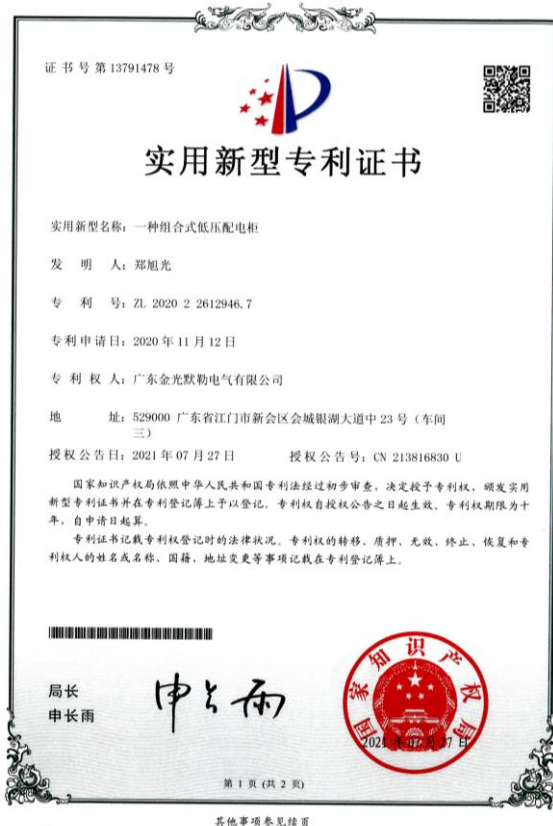 证书号第13791478号
实用新型专利证书
实用新型名称：一种组合式低压配电柜
发 明 人：郑旭光
专 利 号：ZL 2020 2 2612946.7
专利申请日：2020年11月12日
专 利 权 人：广东金光默勒电气有限公司
地 址：529000 广东省江门市新会区会城银湖大道中23号（车间
三）
授权公告日：2021年07月27日 授权公告号：CN 213816830 U
国家知识产权局依照中华人民共和国专利法经过初步审查，决定授予专利权，颁发实用
新型专利证书并在专利登记簿上予以登记。专利权自授权公告之日起生效。专利权期限为十
年，自申请日起算。
专利证书记载专利权登记时的法律状况。专利权的转移、质押、无效、终止、恢复和专
利权人的姓名或名称、国籍、地址变更等事项记载在专利登记簿上。
局长
申长雨
申长雨
国家知识产权局
2021年07月27日
第 1 页 (共 2 页)
其他事项参见续页